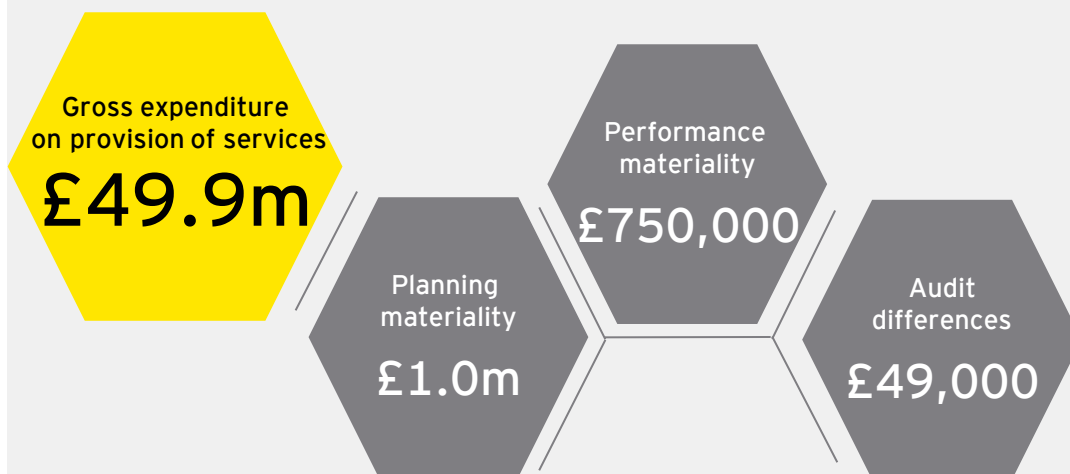 Gross expenditure
on provision of services
£49.9m
Planning
materiality
£1.0m
Performance
materiality
£750,000
Audit
differences
£49,000